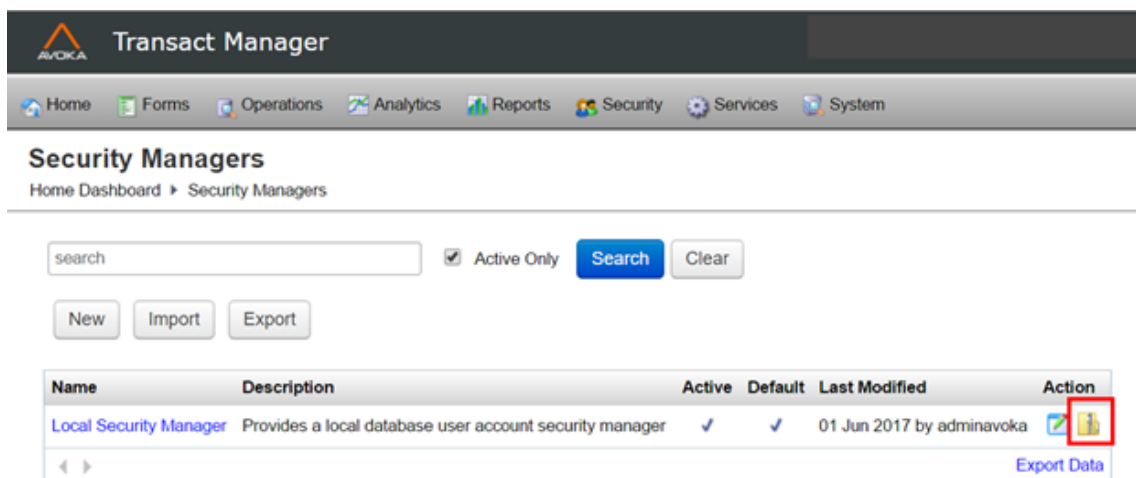 AVOKA Transact Manager
Home Forms Operations Analytics Reports Security Services System
Security Managers
Home Dashboard Security Managers
search Active Only Search Clear
New Import Export
Name Description Active Default Last Modified Action
Local Security Manager Provides a local database user account security manager 01 Jun 2017 by adminavoka
Export Data